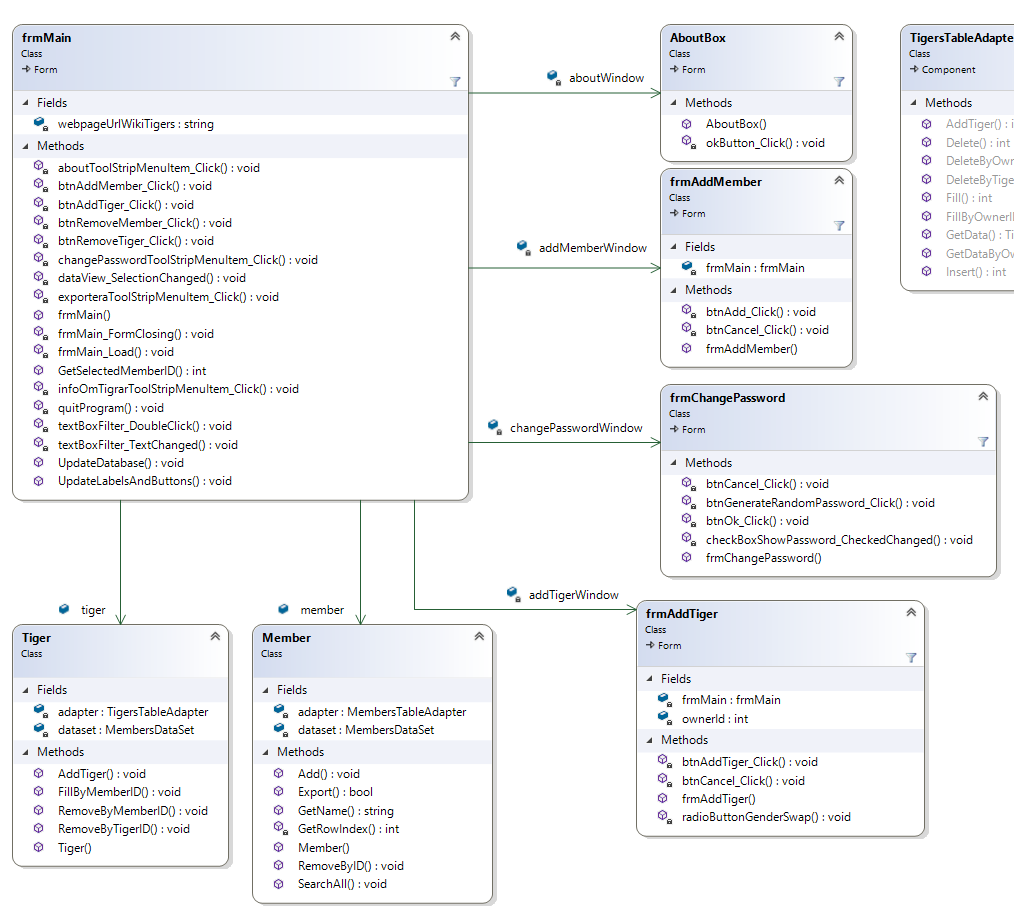 frmMain
Class
Form
Fields
webpageUrlWikiTigers : string
Methods
aboutToolStripMenuItem_Click() : void
btnAddMember_Click() : void
btnAddTiger_Click() : void
btnRemoveMember_Click() : void
btnRemoveTiger_Click() : void
changePasswordToolStripMenuItem_Click() : void
dataView_SelectionChanged() : void
exporteraToolStripMenuItem_Click() : void
frmMain()
frmMain_FormClosing() : void
frmMain_Load() : void
GetSelectedMemberID() : int
infoOmTigrarToolStripMenuItem_Click() : void
quitProgram() : void
textBoxFilter_DoubleClick() : void
textBoxFilter_TextChanged() : void
UpdateDatabase() : void
UpdateLabelsAndButtons() : void
aboutWindow
addMemberWindow
changePasswordWindow
addTigerWindow
tiger
member
AboutBox
Class
Form
Methods
AboutBox()
okButton_Click() : void
frmAddMember
Class
Form
Fields
frmMain : frmMain
Methods
btnAdd_Click() : void
btnCancel_Click() : void
frmAddMember()
TigersTableAdapte
Class
Component
Methods
AddTiger() : i
Delete() : int
DeleteByOwn
DeleteByTige
Fill() : int
FillByOwnerI
GetData() : Ti
GetDataByOw
Insert() : int
frmChangePassword
Class
Form
Methods
btnCancel_Click() : void
btnGenerateRandomPassword_Click() : void
btnOk_Click() : void
checkBoxShowPassword_CheckedChanged() : void
frmChangePassword()
Tiger
Class
Fields
adapter : TigersTableAdapter
dataset : MembersDataSet
Methods
AddTiger() : void
FillByMemberID() : void
RemoveByMemberID() : void
RemoveByTigerID() : void
Tiger()
Member
Class
Fields
adapter : MembersTableAdapter
dataset : MembersDataSet
Methods
Add() : void
Export() : bool
GetName() : string
GetRowIndex() : int
Member()
RemoveByID() : void
SearchAll() : void
frmAddTiger
Class
Form
Fields
frmMain : frmMain
ownerId : int
Methods
btnAddTiger_Click() : void
btnCancel_Click() : void
frmAddTiger()
radioButtonGenderSwap() : void